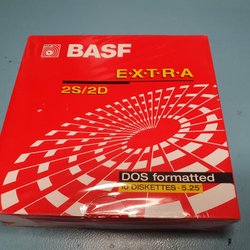 BASF
E·X·T·R·A
2S/2D
DOS formatted
10 DISKETTES · 5.25"